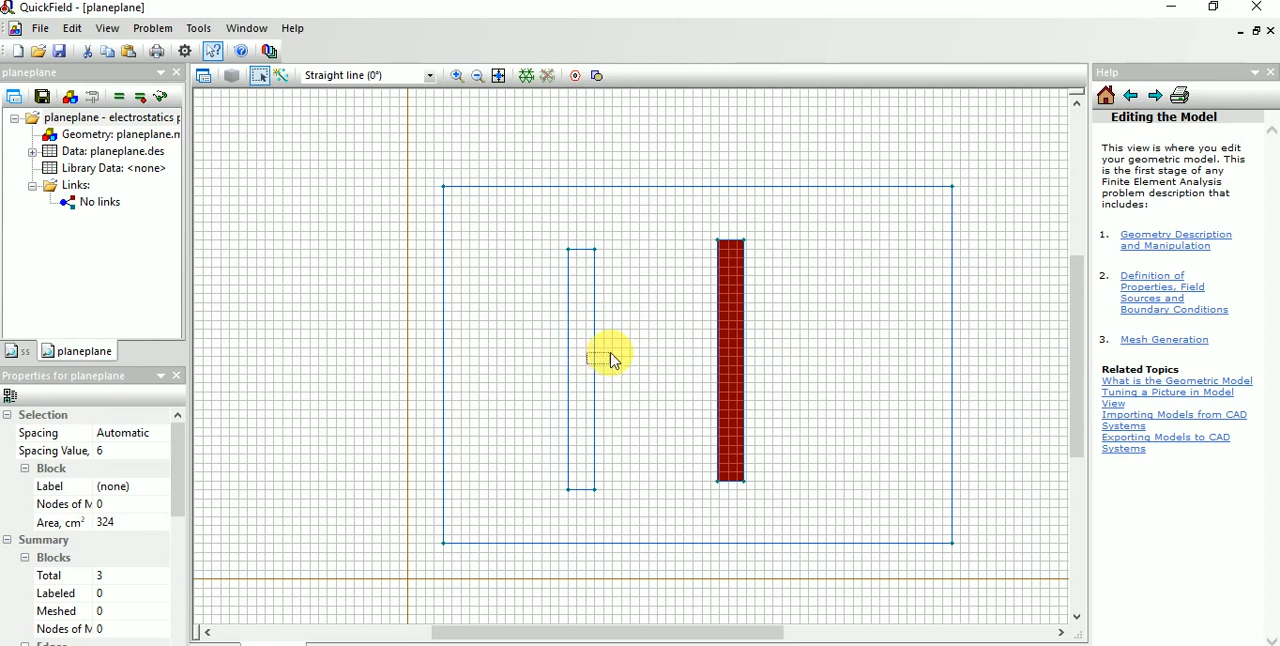 QuickField - [planeplane]
File Edit View Problem Tools Window Help
planeplane
Straight line (0°)
Help
planeplane - electrostatics p
Geometry: planeplane.m
Data: planeplane.des
Library Data: <none>
Links:
No links
ss planeplane
Properties for planeplane
Selection
Spacing Automatic
Spacing Value, 6
Block
Label (none)
Nodes of M 0
Area, cm² 324
Summary
Blocks
Total 3
Labeled 0
Meshed 0
Nodes of M 0
Edges
Editing the Model
This view is where you edit
your geometric model. This
is the first stage of any
Finite Element Analysis
problem description that
includes:
1. Geometry Description
and Manipulation
2. Definition of
Properties, Field
Sources and
Boundary Conditions
3. Mesh Generation
Related Topics
What is the Geometric Model
Tuning a Picture in Model
View
Importing Models from CAD
Systems
Exporting Models to CAD
Systems